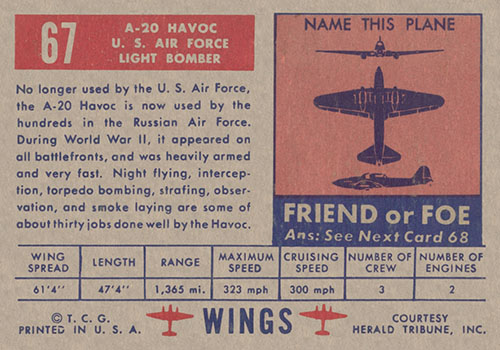 67
A-20 HAVOC
U. S. AIR FORCE
LIGHT BOMBER
No longer used by the U. S. Air Force,
the A-20 Havoc is now used by the
hundreds in the Russian Air Force.
During World War II, it appeared on
all battlefronts, and was heavily armed
and very fast. Night flying, intercep-
tion, torpedo bombing, strafing, obser-
vation, and smoke laying are some of
about thirty jobs done well by the Havoc.
NAME THIS PLANE
FRIEND or FOE
Ans: See Next Card 68
WING SPREAD LENGTH RANGE MAXIMUM SPEED CRUISING SPEED NUMBER OF CREW NUMBER OF ENGINES
61'4" 47'4" 1,365 mi. 323 mph 300 mph 3 2
© T. C. G.
PRINTED IN U. S. A.
WINGS
COURTESY
HERALD TRIBUNE, INC.